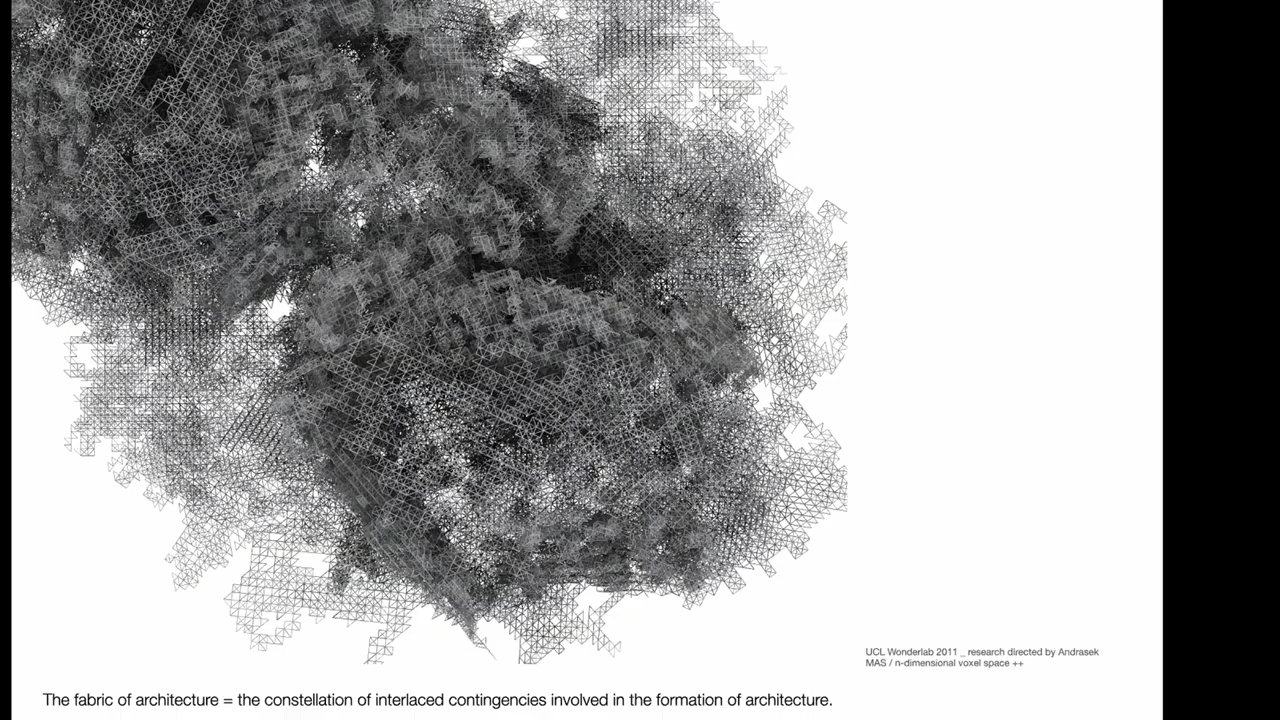 UCL Wonderlab 2011 _ research directed by Andrasek
MAS / n-dimensional voxel space ++
The fabric of architecture = the constellation of interlaced contingencies involved in the formation of architecture.